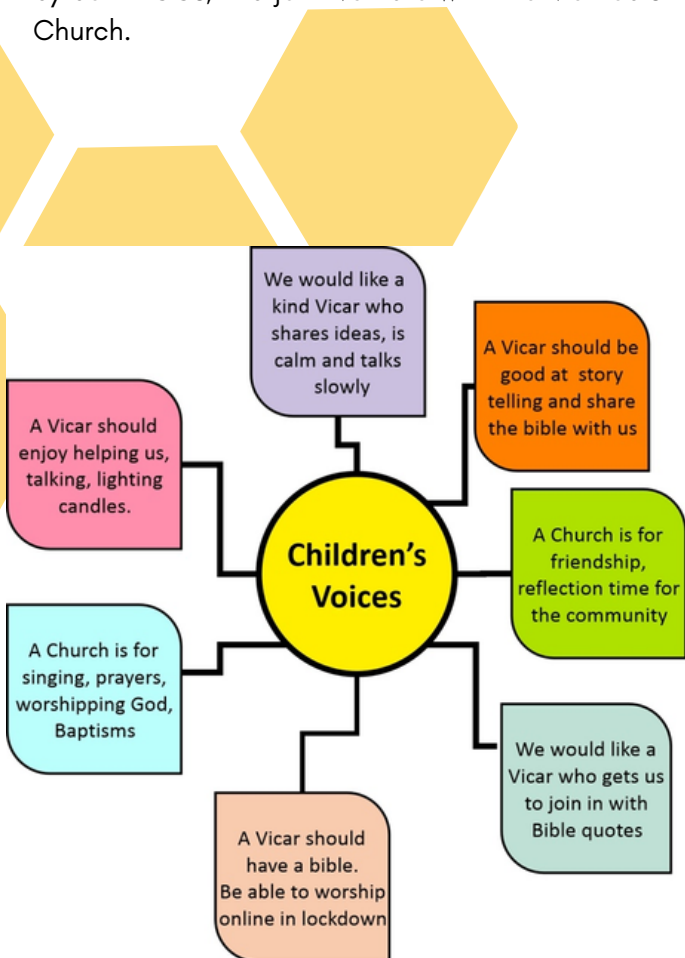 Church.
We would like a
kind Vicar who
shares ideas, is
calm and talks
slowly
A Vicar should be
good at story
telling and share
the bible with us
A Vicar should
enjoy helping us,
talking, lighting
candles.
Children's
Voices
A Church is for
friendship,
reflection time for
the community
A Church is for
singing, prayers,
worshipping God,
Baptisms
We would like a
Vicar who gets us
to join in with
Bible quotes
A Vicar should
have a bible.
Be able to worship
online in lockdown